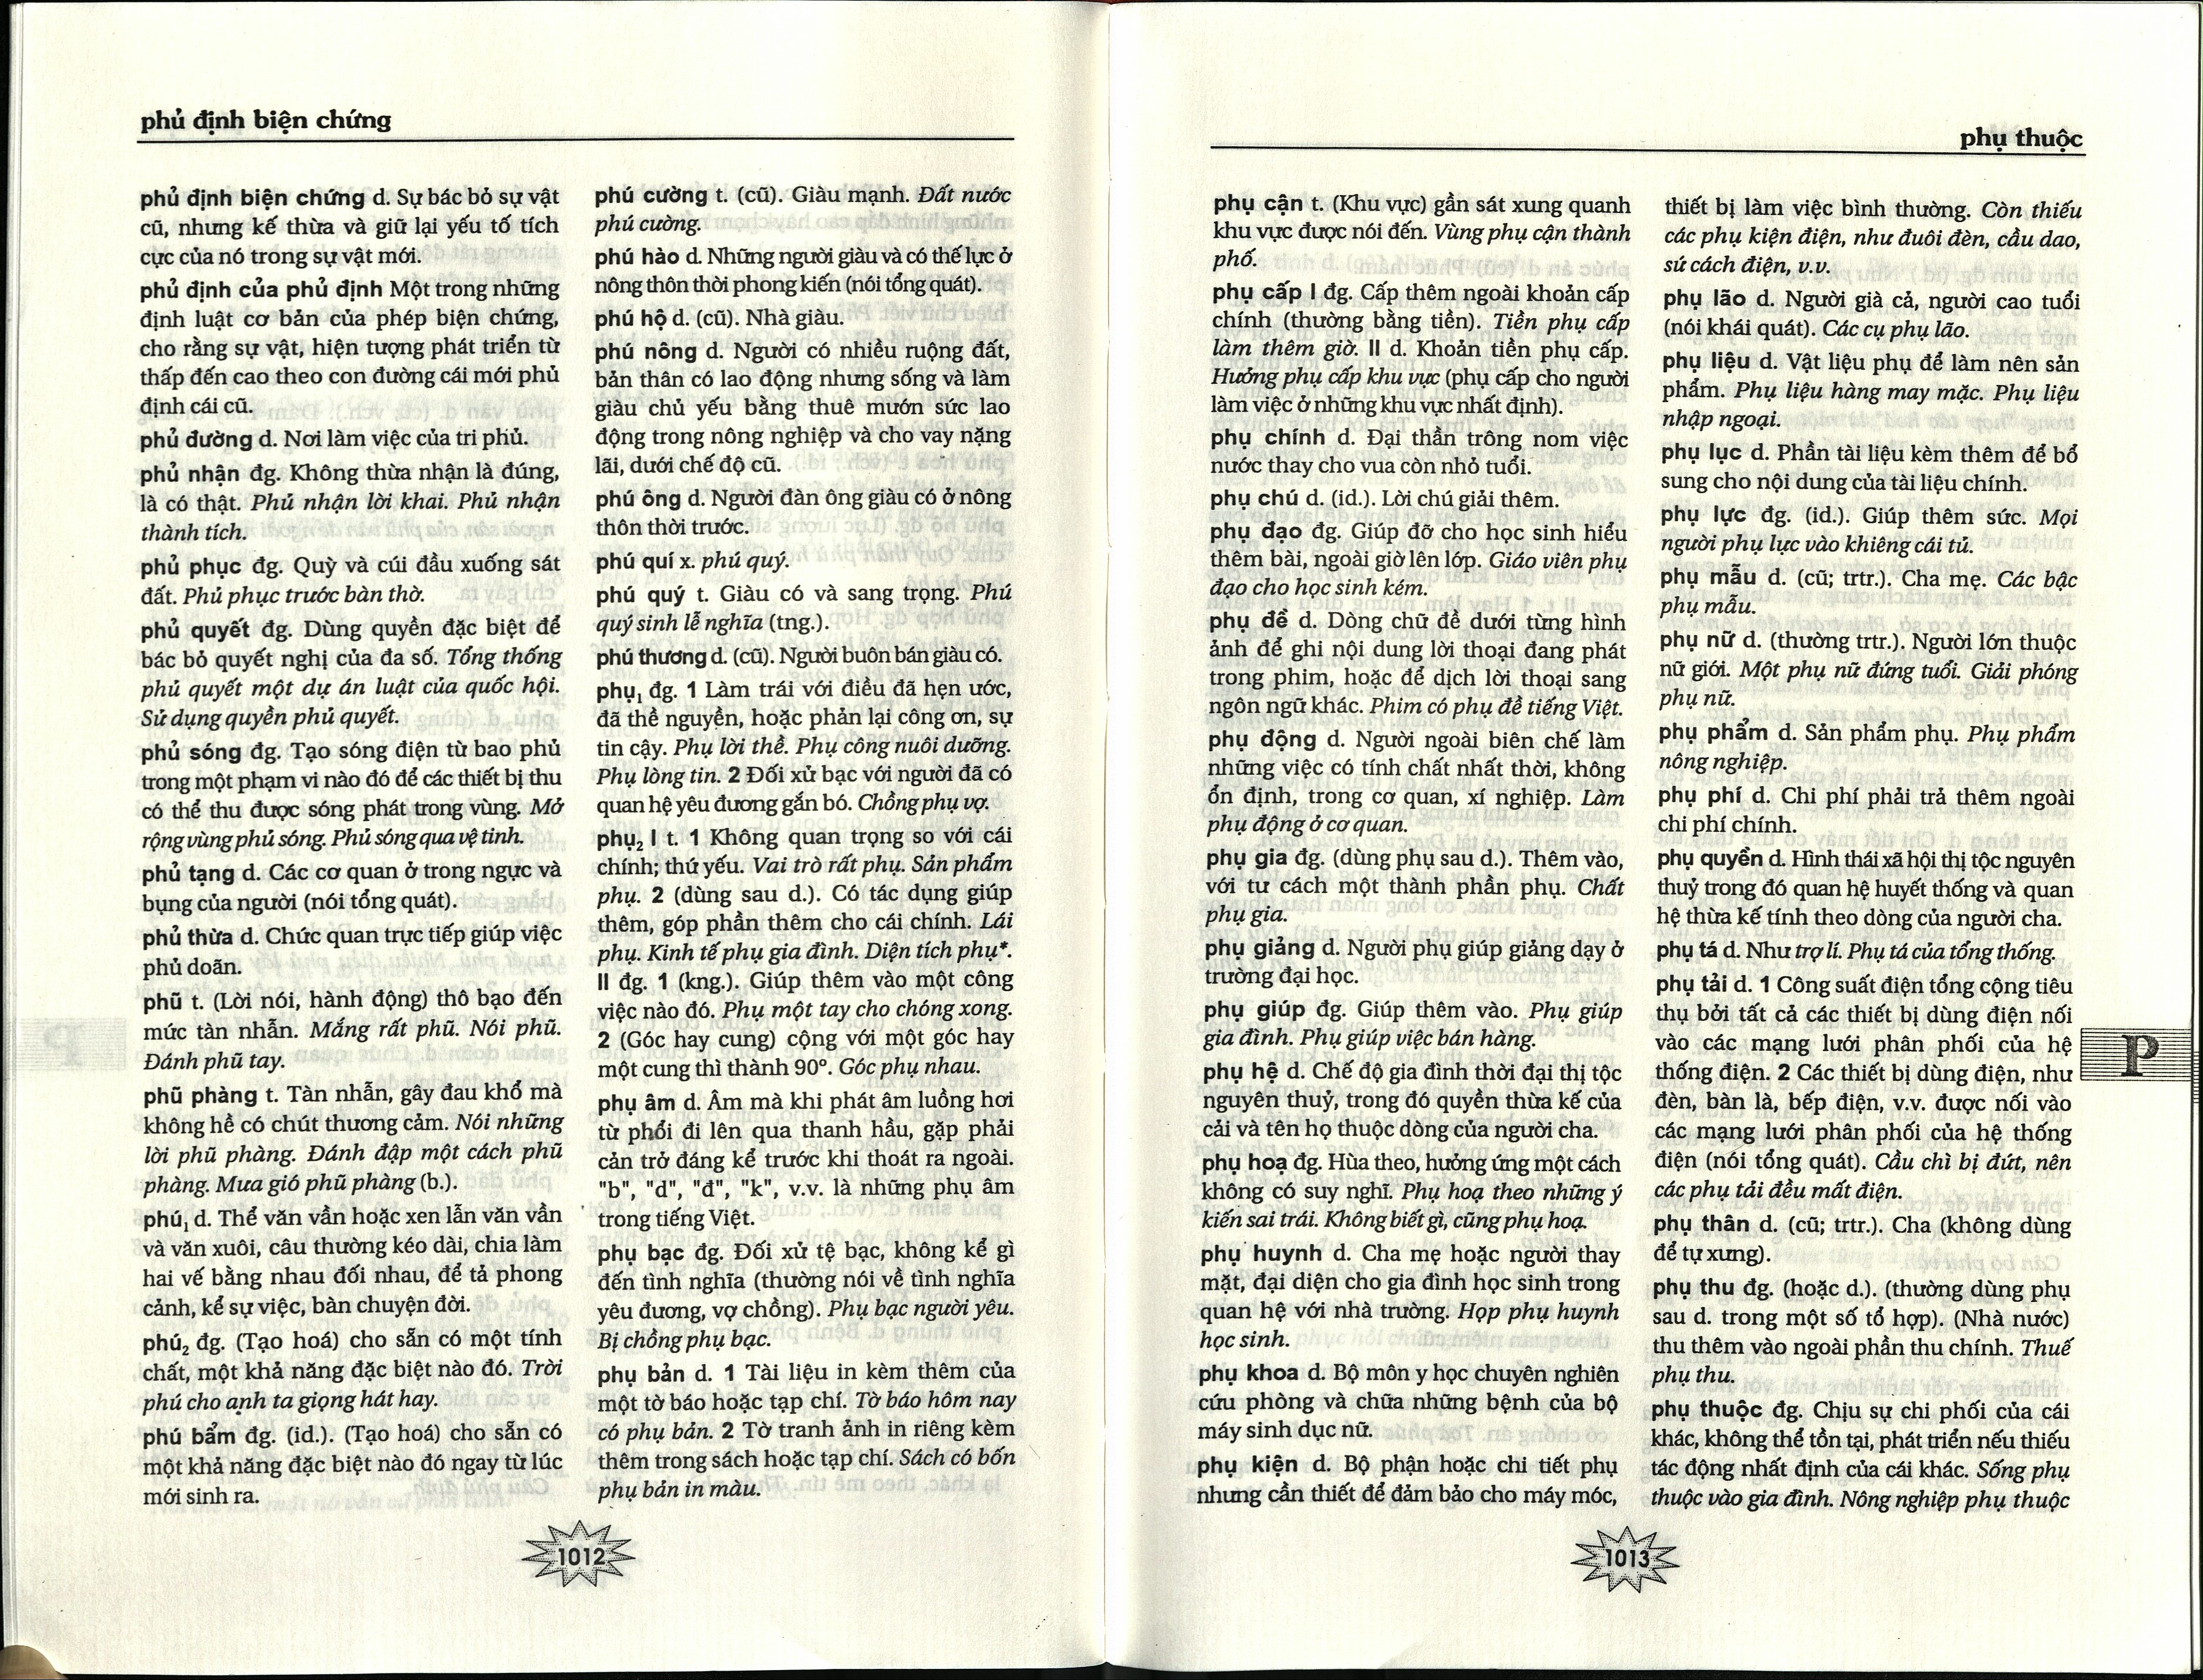 phủ định biện chứng
phủ định biện chứng d. Sự bác bỏ sự vật
cũ, nhưng kế thừa và giữ lại yếu tố tích
cực của nó trong sự vật mới.
phủ định của phủ định Một trong những
định luật cơ bản của phép biện chứng,
cho rằng sự vật, hiện tượng phát triển từ
thấp đến cao theo con đường cái mới phủ
định cái cũ.
phủ đường d. Nơi làm việc của tri phủ.
phủ nhận đg. Không thừa nhận là đúng,
là có thật. Phủ nhận lời khai. Phủ nhận
thành tích.
phủ phục đg. Quỳ và cúi đầu xuống sát
đất. Phủ phục trước bàn thờ.
phủ quyết đg. Dùng quyền đặc biệt để
bác bỏ quyết nghị của đa số. Tổng thống
phủ quyết một dự án luật của quốc hội.
Sử dụng quyền phủ quyết.
phủ sóng đg. Tạo sóng điện từ bao phủ
trong một phạm vi nào đó để các thiết bị thu
có thể thu được sóng phát trong vùng. Mở
rộng vùng phủ sóng. Phủ sóng qua vệ tinh.
phủ tạng d. Các cơ quan ở trong ngực và
bụng của người (nói tổng quát).
phủ thừa d. Chức quan trực tiếp giúp việc
phủ doãn.
phũ t. (Lời nói, hành động) thô bạo đến
mức tàn nhẫn. Mắng rất phũ. Nói phũ.
Đánh phũ tay.
phũ phàng t. Tàn nhẫn, gây đau khổ mà
không hề có chút thương cảm. Nói những
lời phũ phàng. Đánh đập một cách phũ
phàng. Mưa gió phũ phàng (b.).
phú₁ d. Thể văn vần hoặc xen lẫn văn vần
và văn xuôi, câu thường kéo dài, chia làm
hai vế bằng nhau đối nhau, để tả phong
cảnh, kể sự việc, bàn chuyện đời.
phú₂ đg. (Tạo hoá) cho sẵn có một tính
chất, một khả năng đặc biệt nào đó. Trời
phú cho anh ta giọng hát hay.
phú bẩm đg. (id.). (Tạo hoá) cho sẵn có
một khả năng đặc biệt nào đó ngay từ lúc
mới sinh ra.
phú cường t. (cũ). Giàu mạnh. Đất nước
phú cường.
phú hào d. Những người giàu và có thế lực ở
nông thôn thời phong kiến (nói tổng quát).
phú hộ d. (cũ). Nhà giàu.
phú nông d. Người có nhiều ruộng đất,
bản thân có lao động nhưng sống và làm
giàu chủ yếu bằng thuê mướn sức lao
động trong nông nghiệp và cho vay nặng
lãi, dưới chế độ cũ.
phú ông d. Người đàn ông giàu có ở nông
thôn thời trước.
phú quí x. phú quý.
phú quý t. Giàu có và sang trọng. Phú
quý sinh lễ nghĩa (tng.).
phú thương d. (cũ). Người buôn bán giàu có.
phụ₁ đg. 1 Làm trái với điều đã hẹn ước,
đã thề nguyền, hoặc phản lại công ơn, sự
tin cậy. Phụ lời thề. Phụ công nuôi dưỡng.
Phụ lòng tin. 2 Đối xử bạc với người đã có
quan hệ yêu đương gắn bó. Chồng phụ vợ.
phụ₂ I t. 1 Không quan trọng so với cái
chính; thứ yếu. Vai trò rất phụ. Sản phẩm
phụ. 2 (dùng sau d.). Có tác dụng giúp
thêm, góp phần thêm cho cái chính. Lái
phụ. Kinh tế phụ gia đình. Diện tích phụ*.
II đg. 1 (kng.). Giúp thêm vào một công
việc nào đó. Phụ một tay cho chóng xong.
2 (Góc hay cung) cộng với một góc hay
một cung thì thành 90°. Góc phụ nhau.
phụ âm d. Âm mà khi phát âm luồng hơi
từ phổi đi lên qua thanh hầu, gặp phải
cản trở đáng kể trước khi thoát ra ngoài.
"b", "d", "đ", "k", v.v. là những phụ âm
trong tiếng Việt.
phụ bạc đg. Đối xử tệ bạc, không kể gì
đến tình nghĩa (thường nói về tình nghĩa
yêu đương, vợ chồng). Phụ bạc người yêu.
Bị chồng phụ bạc.
phụ bản d. 1 Tài liệu in kèm thêm của
một tờ báo hoặc tạp chí. Tờ báo hôm nay
có phụ bản. 2 Tờ tranh ảnh in riêng kèm
thêm trong sách hoặc tạp chí. Sách có bốn
phụ bản in màu.
1012
phụ thuộc
phụ cận t. (Khu vực) gần sát xung quanh
khu vực được nói đến. Vùng phụ cận thành
phố.
phụ cấp I đg. Cấp thêm ngoài khoản cấp
chính (thường bằng tiền). Tiền phụ cấp
làm thêm giờ. II d. Khoản tiền phụ cấp.
Hưởng phụ cấp khu vực (phụ cấp cho người
làm việc ở những khu vực nhất định).
phụ chính d. Đại thần trông nom việc
nước thay cho vua còn nhỏ tuổi.
phụ chú d. (id.). Lời chú giải thêm.
phụ đạo đg. Giúp đỡ cho học sinh hiểu
thêm bài, ngoài giờ lên lớp. Giáo viên phụ
đạo cho học sinh kém.
phụ đề d. Dòng chữ đề dưới từng hình
ảnh để ghi nội dung lời thoại đang phát
trong phim, hoặc để dịch lời thoại sang
ngôn ngữ khác. Phim có phụ đề tiếng Việt.
phụ động d. Người ngoài biên chế làm
những việc có tính chất nhất thời, không
ổn định, trong cơ quan, xí nghiệp. Làm
phụ động ở cơ quan.
phụ gia đg. (dùng phụ sau d.). Thêm vào,
với tư cách một thành phần phụ. Chất
phụ gia.
phụ giảng d. Người phụ giúp giảng dạy ở
trường đại học.
phụ giúp đg. Giúp thêm vào. Phụ giúp
gia đình. Phụ giúp việc bán hàng.
phụ hệ d. Chế độ gia đình thời đại thị tộc
nguyên thuỷ, trong đó quyền thừa kế của
cải và tên họ thuộc dòng của người cha.
phụ hoạ đg. Hùa theo, hưởng ứng một cách
không có suy nghĩ. Phụ hoạ theo những ý
kiến sai trái. Không biết gì, cũng phụ hoạ.
phụ huynh d. Cha mẹ hoặc người thay
mặt, đại diện cho gia đình học sinh trong
quan hệ với nhà trường. Họp phụ huynh
học sinh.
phụ khoa d. Bộ môn y học chuyên nghiên
cứu phòng và chữa những bệnh của bộ
máy sinh dục nữ.
phụ kiện d. Bộ phận hoặc chi tiết phụ
nhưng cần thiết để đảm bảo cho máy móc,
thiết bị làm việc bình thường. Còn thiếu
các phụ kiện điện, như đuôi đèn, cầu dao,
sứ cách điện, v.v.
phụ lão d. Người già cả, người cao tuổi
(nói khái quát). Các cụ phụ lão.
phụ liệu d. Vật liệu phụ để làm nên sản
phẩm. Phụ liệu hàng may mặc. Phụ liệu
nhập ngoại.
phụ lục d. Phần tài liệu kèm thêm để bổ
sung cho nội dung của tài liệu chính.
phụ lực đg. (id.). Giúp thêm sức. Mọi
người phụ lực vào khiêng cái tủ.
phụ mẫu d. (cũ; trtr.). Cha mẹ. Các bậc
phụ mẫu.
phụ nữ d. (thường trtr.). Người lớn thuộc
nữ giới. Một phụ nữ đứng tuổi. Giải phóng
phụ nữ.
phụ phẩm d. Sản phẩm phụ. Phụ phẩm
nông nghiệp.
phụ phí d. Chi phí phải trả thêm ngoài
chi phí chính.
phụ quyền d. Hình thái xã hội thị tộc nguyên
thuỷ trong đó quan hệ huyết thống và quan
hệ thừa kế tính theo dòng của người cha.
phụ tá d. Như trợ lí. Phụ tá của tổng thống.
phụ tải d. 1 Công suất điện tổng cộng tiêu
thụ bởi tất cả các thiết bị dùng điện nối
vào các mạng lưới phân phối của hệ
thống điện. 2 Các thiết bị dùng điện, như
đèn, bàn là, bếp điện, v.v. được nối vào
các mạng lưới phân phối của hệ thống
điện (nói tổng quát). Cầu chì bị đứt, nên
các phụ tải đều mất điện.
phụ thân d. (cũ; trtr.). Cha (không dùng
để tự xưng).
phụ thu đg. (hoặc d.). (thường dùng phụ
sau d. trong một số tổ hợp). (Nhà nước)
thu thêm vào ngoài phần thu chính. Thuế
phụ thu.
phụ thuộc đg. Chịu sự chi phối của cái
khác, không thể tồn tại, phát triển nếu thiếu
tác động nhất định của cái khác. Sống phụ
thuộc vào gia đình. Nông nghiệp phụ thuộc
P
1013